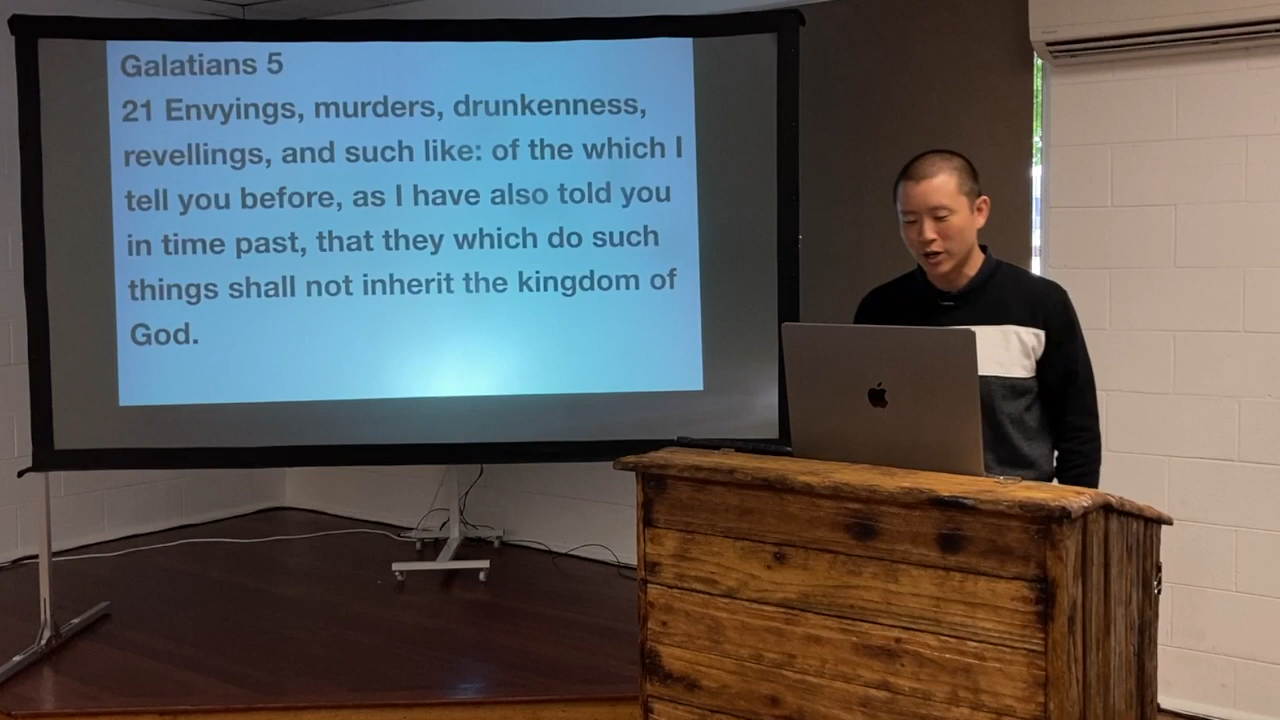 Galatians 5
21 Envyings, murders, drunkenness,
revellings, and such like: of the which I
tell you before, as I have also told you
in time past, that they which do such
things shall not inherit the kingdom of
God.